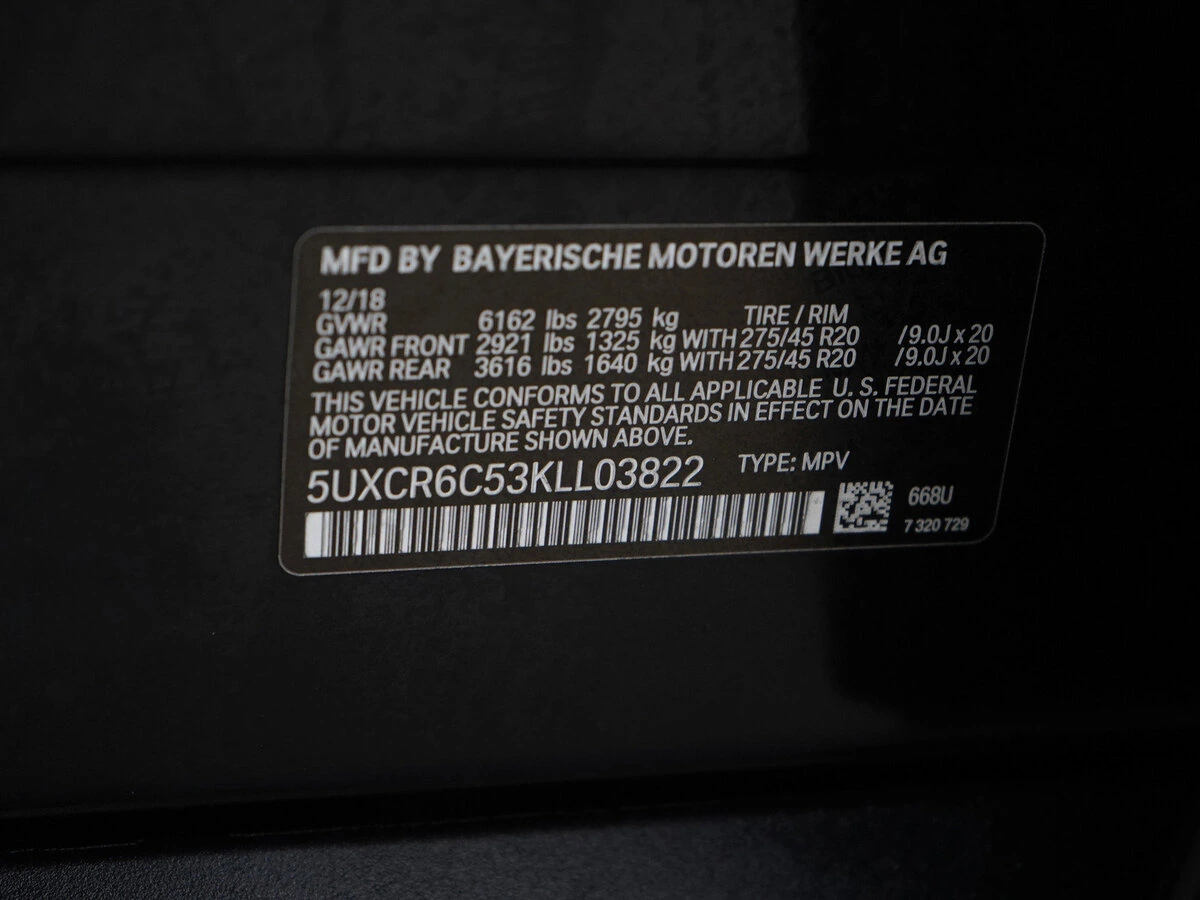 MFD BY BAYERISCHE MOTOREN WERKE AG
12/18
GVWR 6162 lbs 2795 kg TIRE / RIM
GAWR FRONT 2921 lbs 1325 kg WITH 275/45 R20 /9.0J x 20
GAWR REAR 3616 lbs 1640 kg WITH 275/45 R20 /9.0J x 20
THIS VEHICLE CONFORMS TO ALL APPLICABLE U. S. FEDERAL
MOTOR VEHICLE SAFETY STANDARDS IN EFFECT ON THE DATE
OF MANUFACTURE SHOWN ABOVE.
5UXCR6C53KLL03822 TYPE: MPV
668U
7 320 729